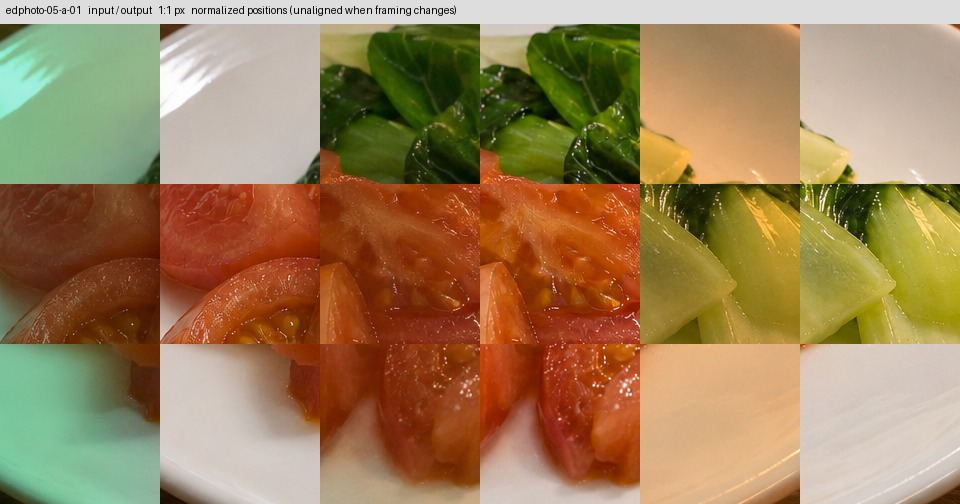 edphoto-05-a-01 input / output 1:1 px normalized positions (unaligned when framing changes)